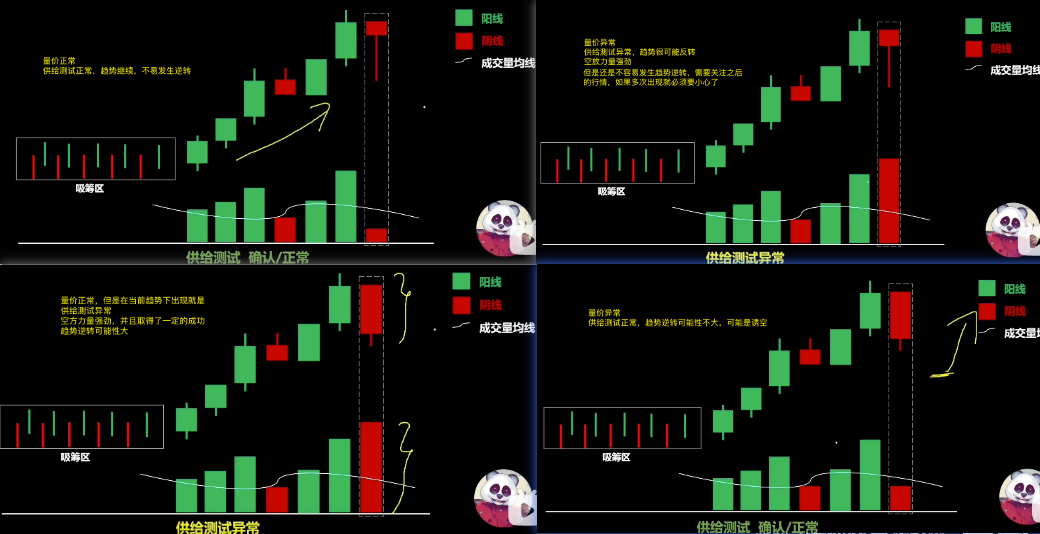 阳线
阴线
成交量均线
量价正常
供给测试正常，趋势继续，不易发生逆转
吸筹区
供给测试 确认/正常
阳线
阴线
成交量均线
量价异常
供给测试异常，趋势很可能反转
空放力量强劲
但是还是不容易发生趋势逆转，需要关注之后
的行情，如果多次出现就必须要小心了
吸筹区
供给测试异常
阳线
阴线
成交量均线
量价正常，但是在当前趋势下出现就是
供给测试异常
空方力量强劲，并且取得了一定的成功
趋势逆转可能性大
吸筹区
供给测试异常
阳线
阴线
成交量均线
量价异常
供给测试正常，趋势逆转可能性不大，可能是诱空
吸筹区
供给测试 确认/正常